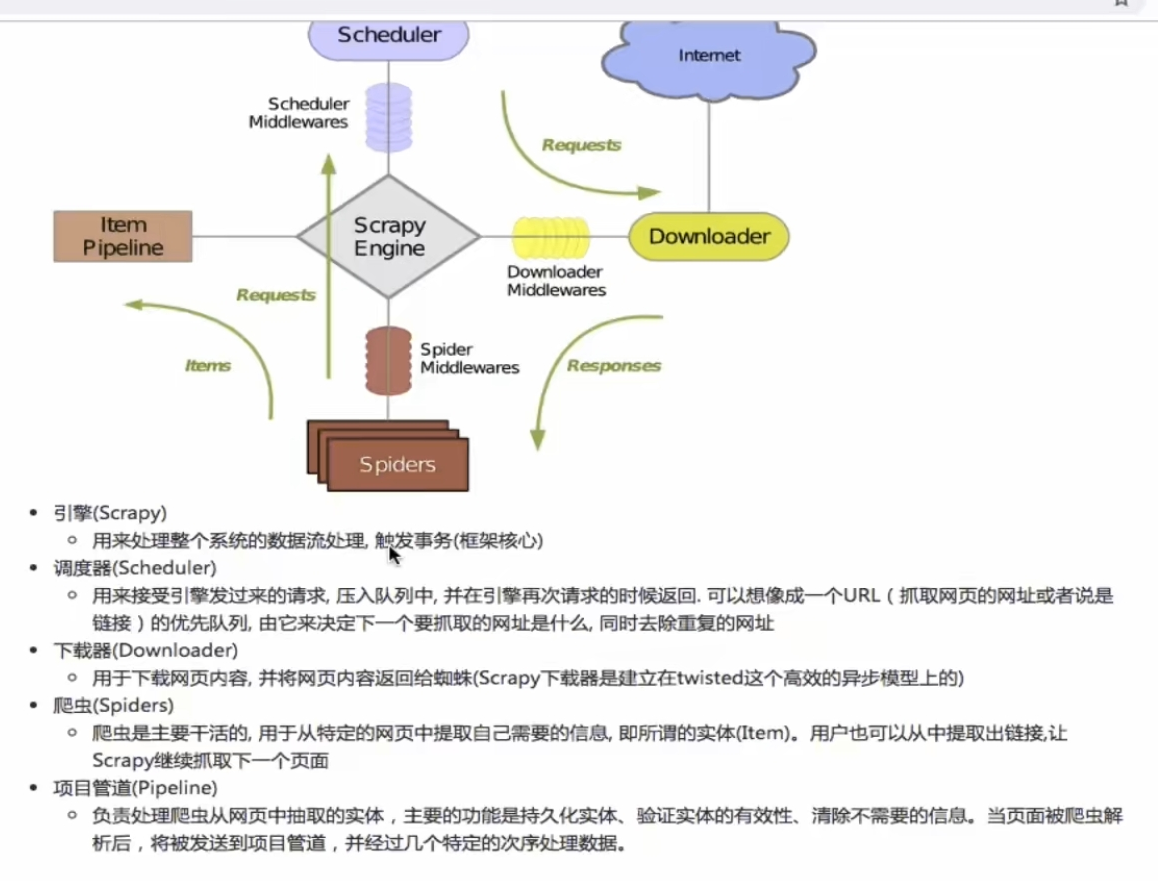 Scheduler
Internet
Scheduler
Middlewares
Requests
Item
Pipeline
Scrapy
Engine
Downloader
Downloader
Middlewares
Requests
Spider
Middlewares
Items
Responses
Spiders
• 引擎(Scrapy)
○ 用来处理整个系统的数据流处理, 触发事务(框架核心)
• 调度器(Scheduler)
○ 用来接受引擎发过来的请求, 压入队列中, 并在引擎再次请求的时候返回. 可以想像成一个URL（抓取网页的网址或者说是
链接）的优先队列, 由它来决定下一个要抓取的网址是什么, 同时去除重复的网址
• 下载器(Downloader)
○ 用于下载网页内容, 并将网页内容返回给蜘蛛(Scrapy下载器是建立在twisted这个高效的异步模型上的)
• 爬虫(Spiders)
○ 爬虫是主要干活的, 用于从特定的网页中提取自己需要的信息, 即所谓的实体(Item)。用户也可以从中提取出链接,让
Scrapy继续抓取下一个页面
• 项目管道(Pipeline)
○ 负责处理爬虫从网页中抽取的实体，主要的功能是持久化实体、验证实体的有效性、清除不需要的信息。当页面被爬虫解
析后，将被发送到项目管道，并经过几个特定的次序处理数据。